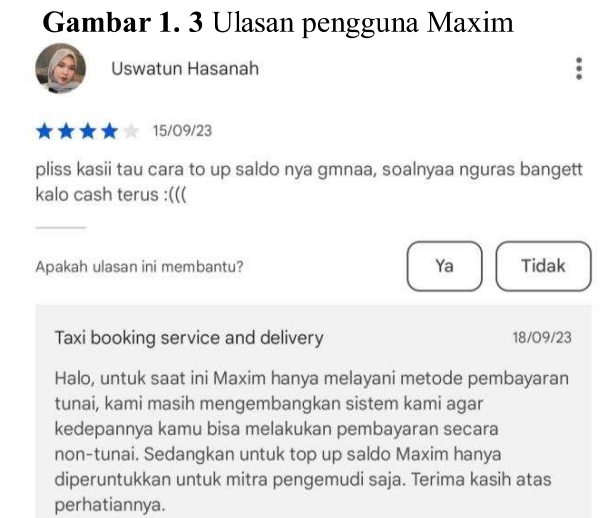 Gambar 1. 3 Ulasan pengguna Maxim
Uswatun Hasanah
15/09/23
pliss kasii tau cara to up saldo nya gmnaa, soalnyaa nguras bangett
kalo cash terus :(((
Apakah ulasan ini membantu?
Ya
Tidak
Taxi booking service and delivery
18/09/23
Halo, untuk saat ini Maxim hanya melayani metode pembayaran
tunai, kami masih mengembangkan sistem kami agar
kedepannya kamu bisa melakukan pembayaran secara
non-tunai. Sedangkan untuk top up saldo Maxim hanya
diperuntukkan untuk mitra pengemudi saja. Terima kasih atas
perhatiannya.